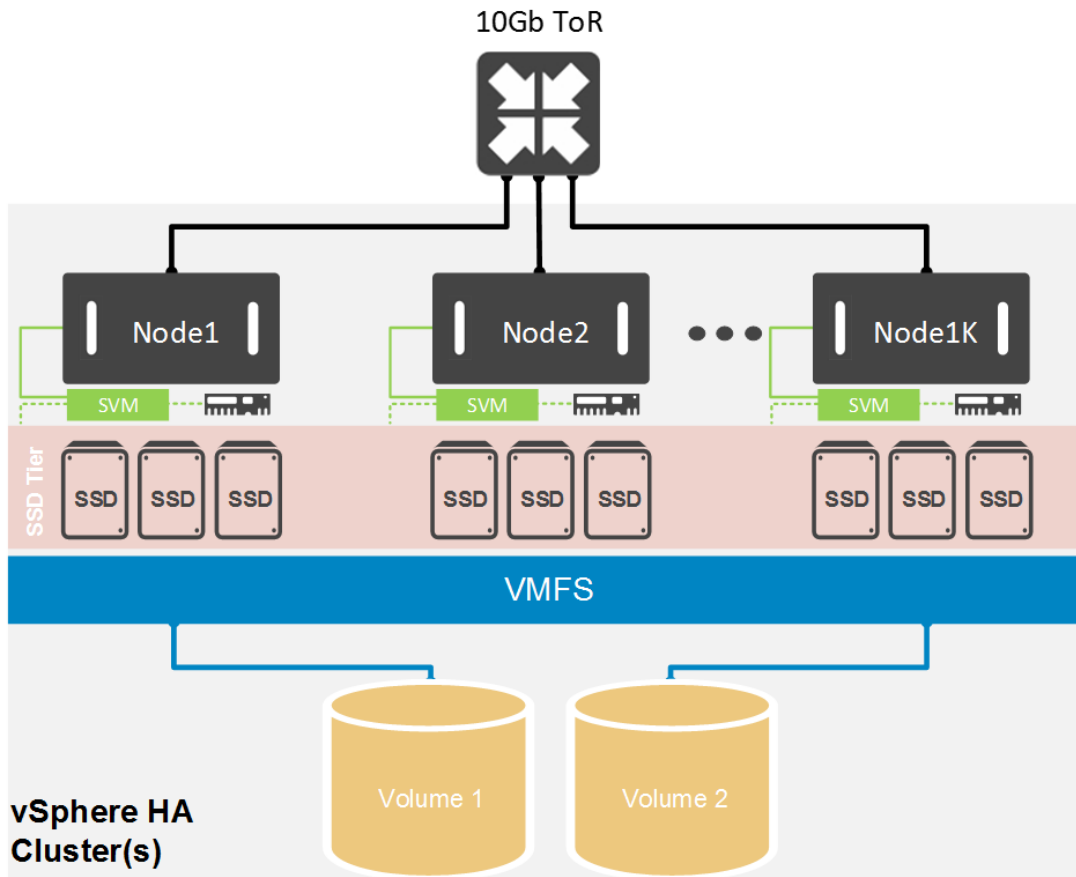 10Gb ToR
Node1
Node2
Node1K
SVM
SVM
SVM
SSD Tier
SSD
SSD
SSD
SSD
SSD
SSD
SSD
SSD
SSD
VMFS
Volume 1
Volume 2
vSphere HA
Cluster(s)